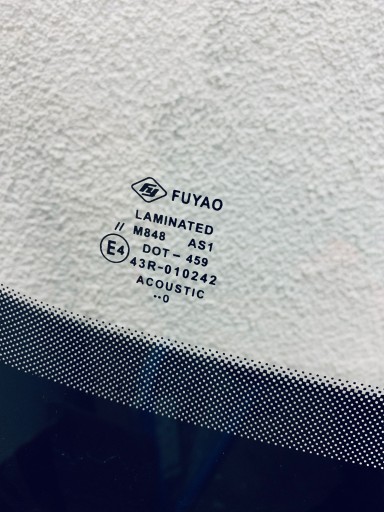 FUYAO
LAMINATED
// M848 AS1
E4 DOT-459
43R-010242
ACOUSTIC
··0